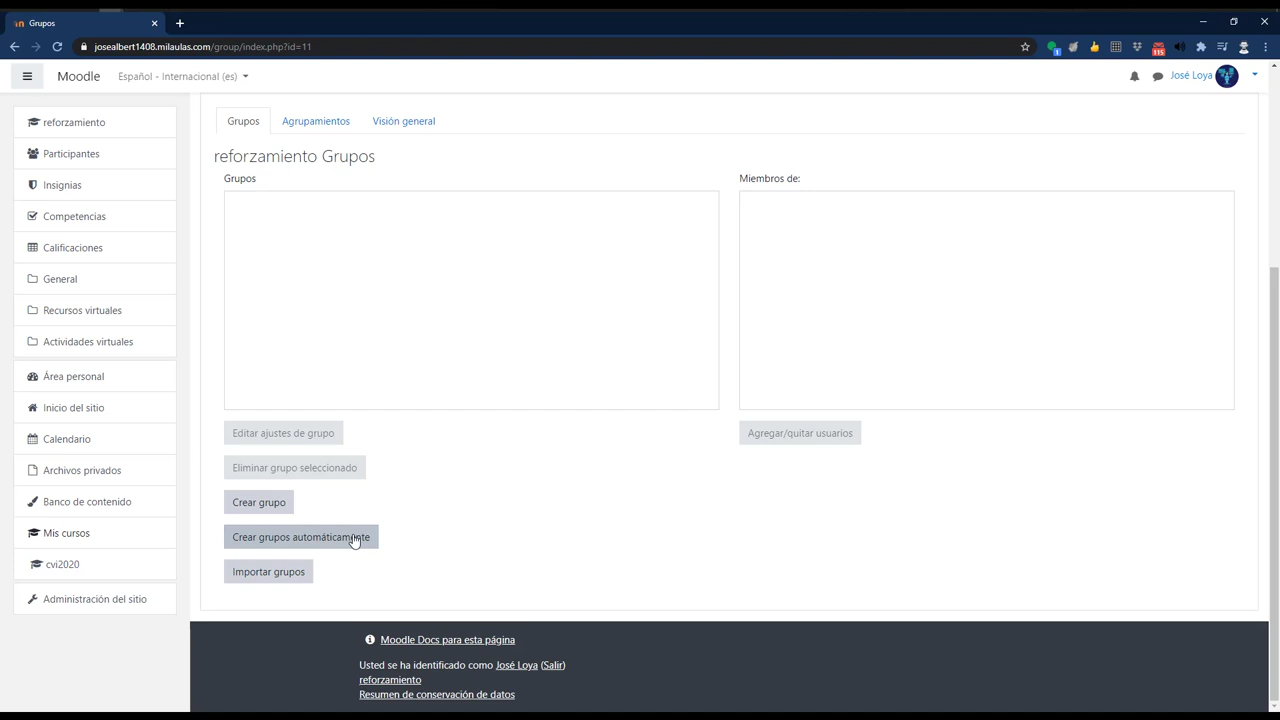 Grupos
josealbert1408.milaulas.com/group/index.php?id=11
1
115
Moodle
Español - Internacional (es)
José Loya
reforzamiento
Participantes
Insignias
Competencias
Calificaciones
General
Recursos virtuales
Actividades virtuales
Área personal
Inicio del sitio
Calendario
Archivos privados
Banco de contenido
Mis cursos
cvi2020
Administración del sitio
Grupos
Agrupamientos
Visión general
reforzamiento Grupos
Grupos
Miembros de:
Editar ajustes de grupo
Agregar/quitar usuarios
Eliminar grupo seleccionado
Crear grupo
Crear grupos automáticamente
Importar grupos
Moodle Docs para esta página
Usted se ha identificado como José Loya (Salir)
reforzamiento
Resumen de conservación de datos